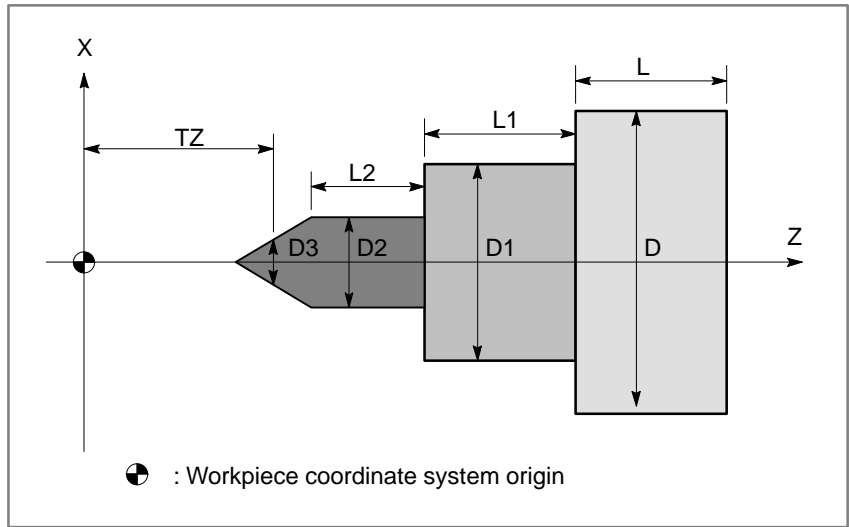 X
L
L1
TZ
L2
Z
D3
D2
D1
D
: Workpiece coordinate system origin